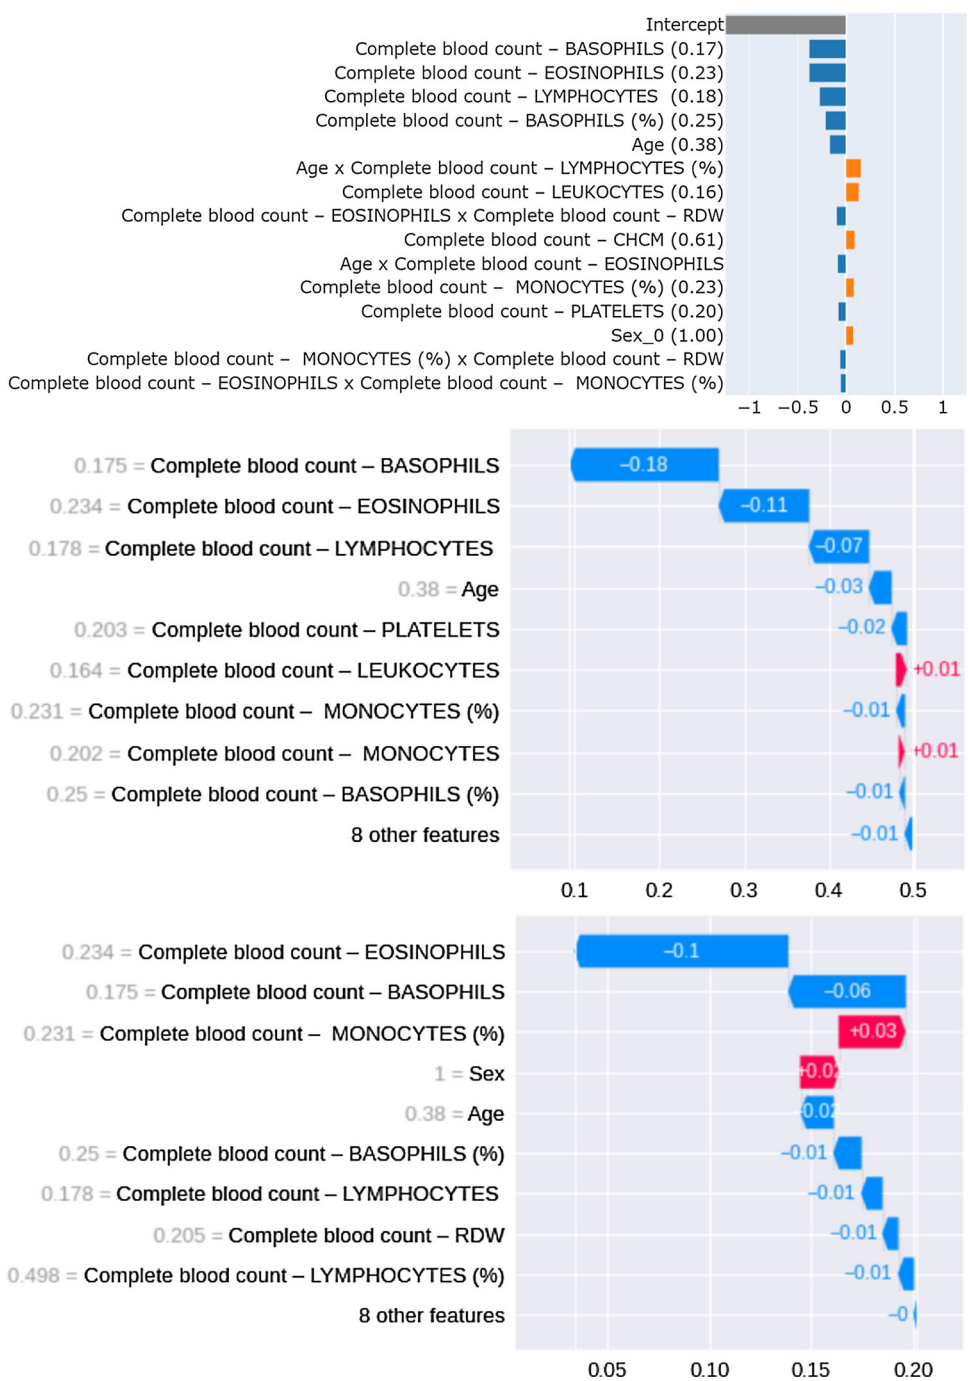 Intercept
Complete blood count – BASOPHILS (0.17)
Complete blood count – EOSINOPHILS (0.23)
Complete blood count – LYMPHOCYTES (0.18)
Complete blood count – BASOPHILS (%) (0.25)
Age (0.38)
Age x Complete blood count – LYMPHOCYTES (%)
Complete blood count – LEUKOCYTES (0.16)
Complete blood count – EOSINOPHILS x Complete blood count – RDW
Complete blood count – CHCM (0.61)
Age x Complete blood count – EOSINOPHILS
Complete blood count – MONOCYTES (%) (0.23)
Complete blood count – PLATELETS (0.20)
Sex_0 (1.00)
Complete blood count – MONOCYTES (%) x Complete blood count – RDW
Complete blood count – EOSINOPHILS x Complete blood count – MONOCYTES (%)
−1 −0.5 0 0.5 1
0.175 = Complete blood count – BASOPHILS −0.18
0.234 = Complete blood count – EOSINOPHILS −0.11
0.178 = Complete blood count – LYMPHOCYTES −0.07
0.38 = Age −0.03
0.203 = Complete blood count – PLATELETS −0.02
0.164 = Complete blood count – LEUKOCYTES +0.01
0.231 = Complete blood count – MONOCYTES (%) −0.01
0.202 = Complete blood count – MONOCYTES +0.01
0.25 = Complete blood count – BASOPHILS (%) −0.01
8 other features −0.01
0.1 0.2 0.3 0.4 0.5
0.234 = Complete blood count – EOSINOPHILS −0.1
0.175 = Complete blood count – BASOPHILS −0.06
0.231 = Complete blood count – MONOCYTES (%) +0.03
1 = Sex +0.02
0.38 = Age −0.02
0.25 = Complete blood count – BASOPHILS (%) −0.01
0.178 = Complete blood count – LYMPHOCYTES −0.01
0.205 = Complete blood count – RDW −0.01
0.498 = Complete blood count – LYMPHOCYTES (%) −0.01
8 other features −0
0.05 0.10 0.15 0.20